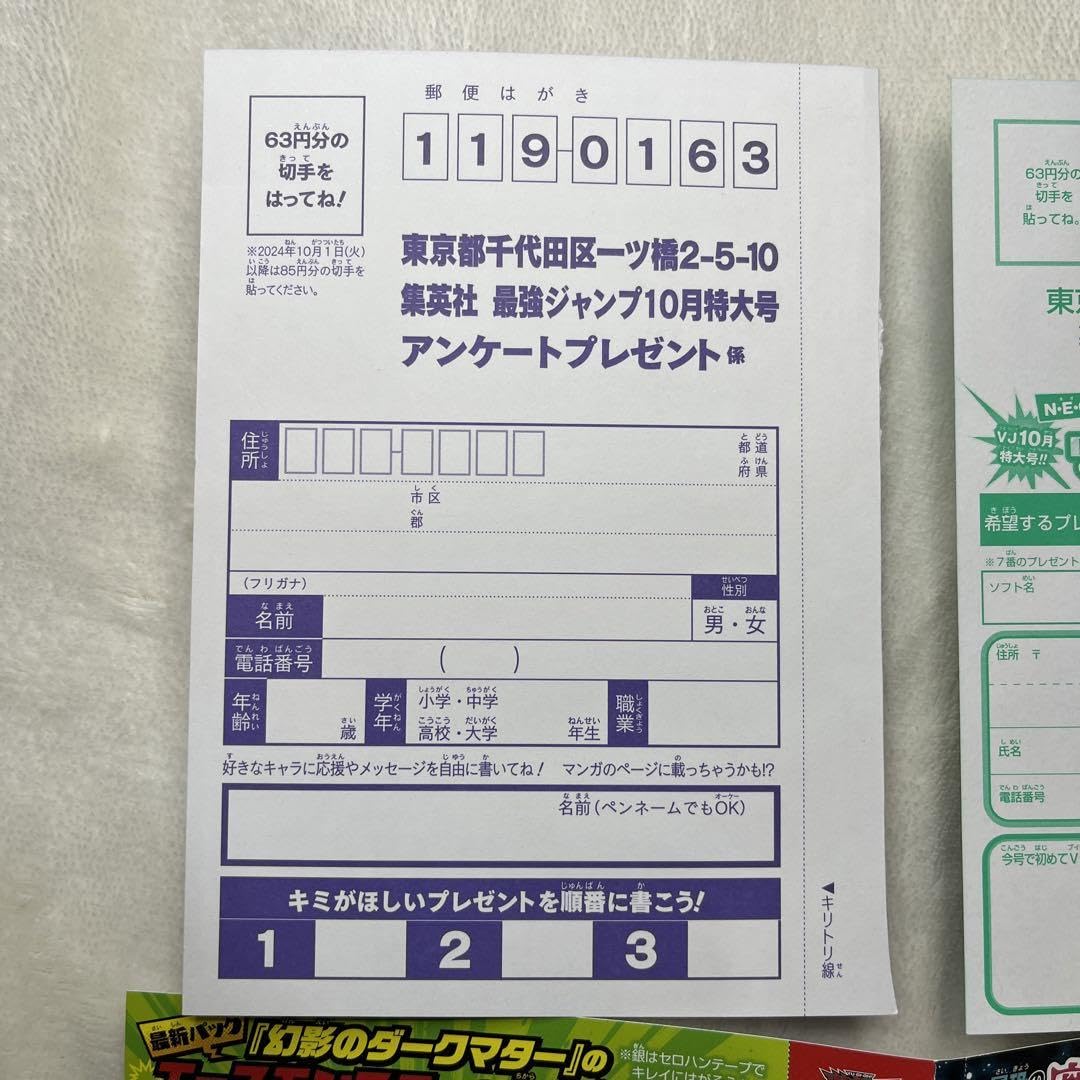 郵便はがき
63円分の
切手を
はってね！
※2024年10月1日(火)
以降は85円分の切手を
貼ってください。
119-0163
東京都千代田区一ツ橋2-5-10
集英社 最強ジャンプ10月特大号
アンケートプレゼント係
住所
都道
府県
市区
郡
(フリガナ)
名前
性別
男・女
電話番号
( )
年齢
歳
学年
小学・中学
高校・大学
年生
職業
好きなキャラに応援やメッセージを自由に書いてね！ マンガのページに載っちゃうかも!?
名前(ペンネームでもOK)
キミがほしいプレゼントを順番に書こう！
1 2 3
◀キリトリ線
63円分の
切手を
貼ってね。
東
N・E・
VJ10月
特大号!!
希望するプレ
※7番のプレゼント
ソフト名
住所 〒
氏名
電話番号
今号で初めてV
最新パック『幻影のダークマター』の
※銀はセロハンテープで